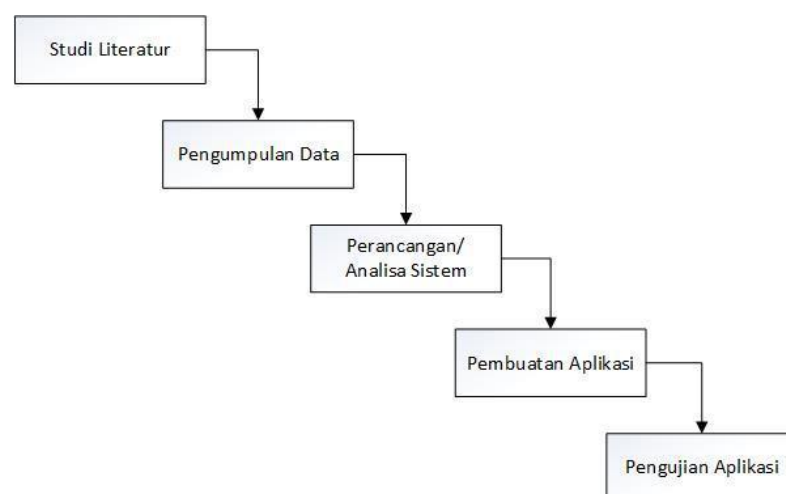 Studi Literatur
Pengumpulan Data
Perancangan/
Analisa Sistem
Pembuatan Aplikasi
Pengujian Aplikasi